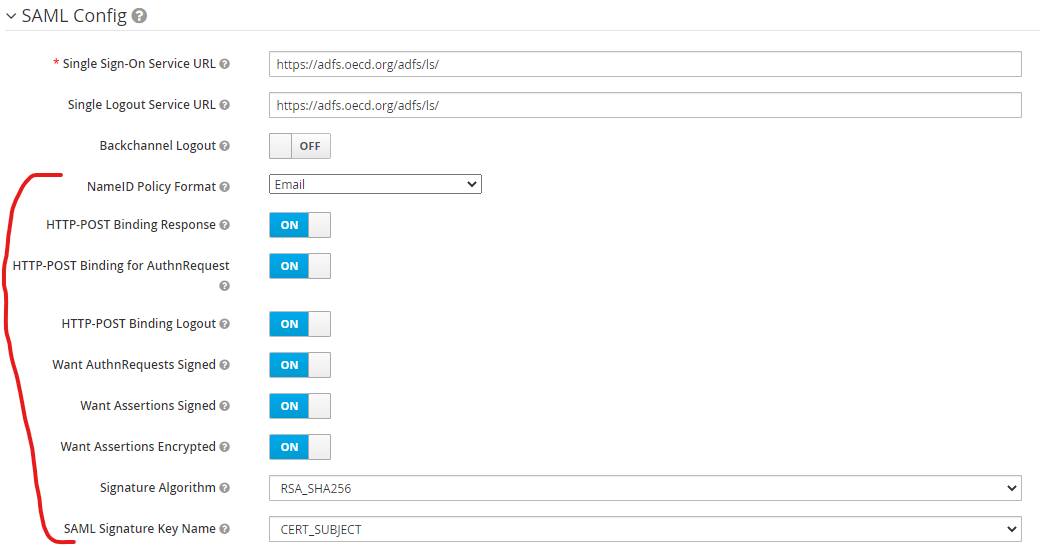 SAML Config
* Single Sign-On Service URL https://adfs.oecd.org/adfs/ls/
Single Logout Service URL https://adfs.oecd.org/adfs/ls/
Backchannel Logout OFF
NameID Policy Format Email
HTTP-POST Binding Response ON
HTTP-POST Binding for AuthnRequest ON
HTTP-POST Binding Logout ON
Want AuthnRequests Signed ON
Want Assertions Signed ON
Want Assertions Encrypted ON
Signature Algorithm RSA_SHA256
SAML Signature Key Name CERT_SUBJECT